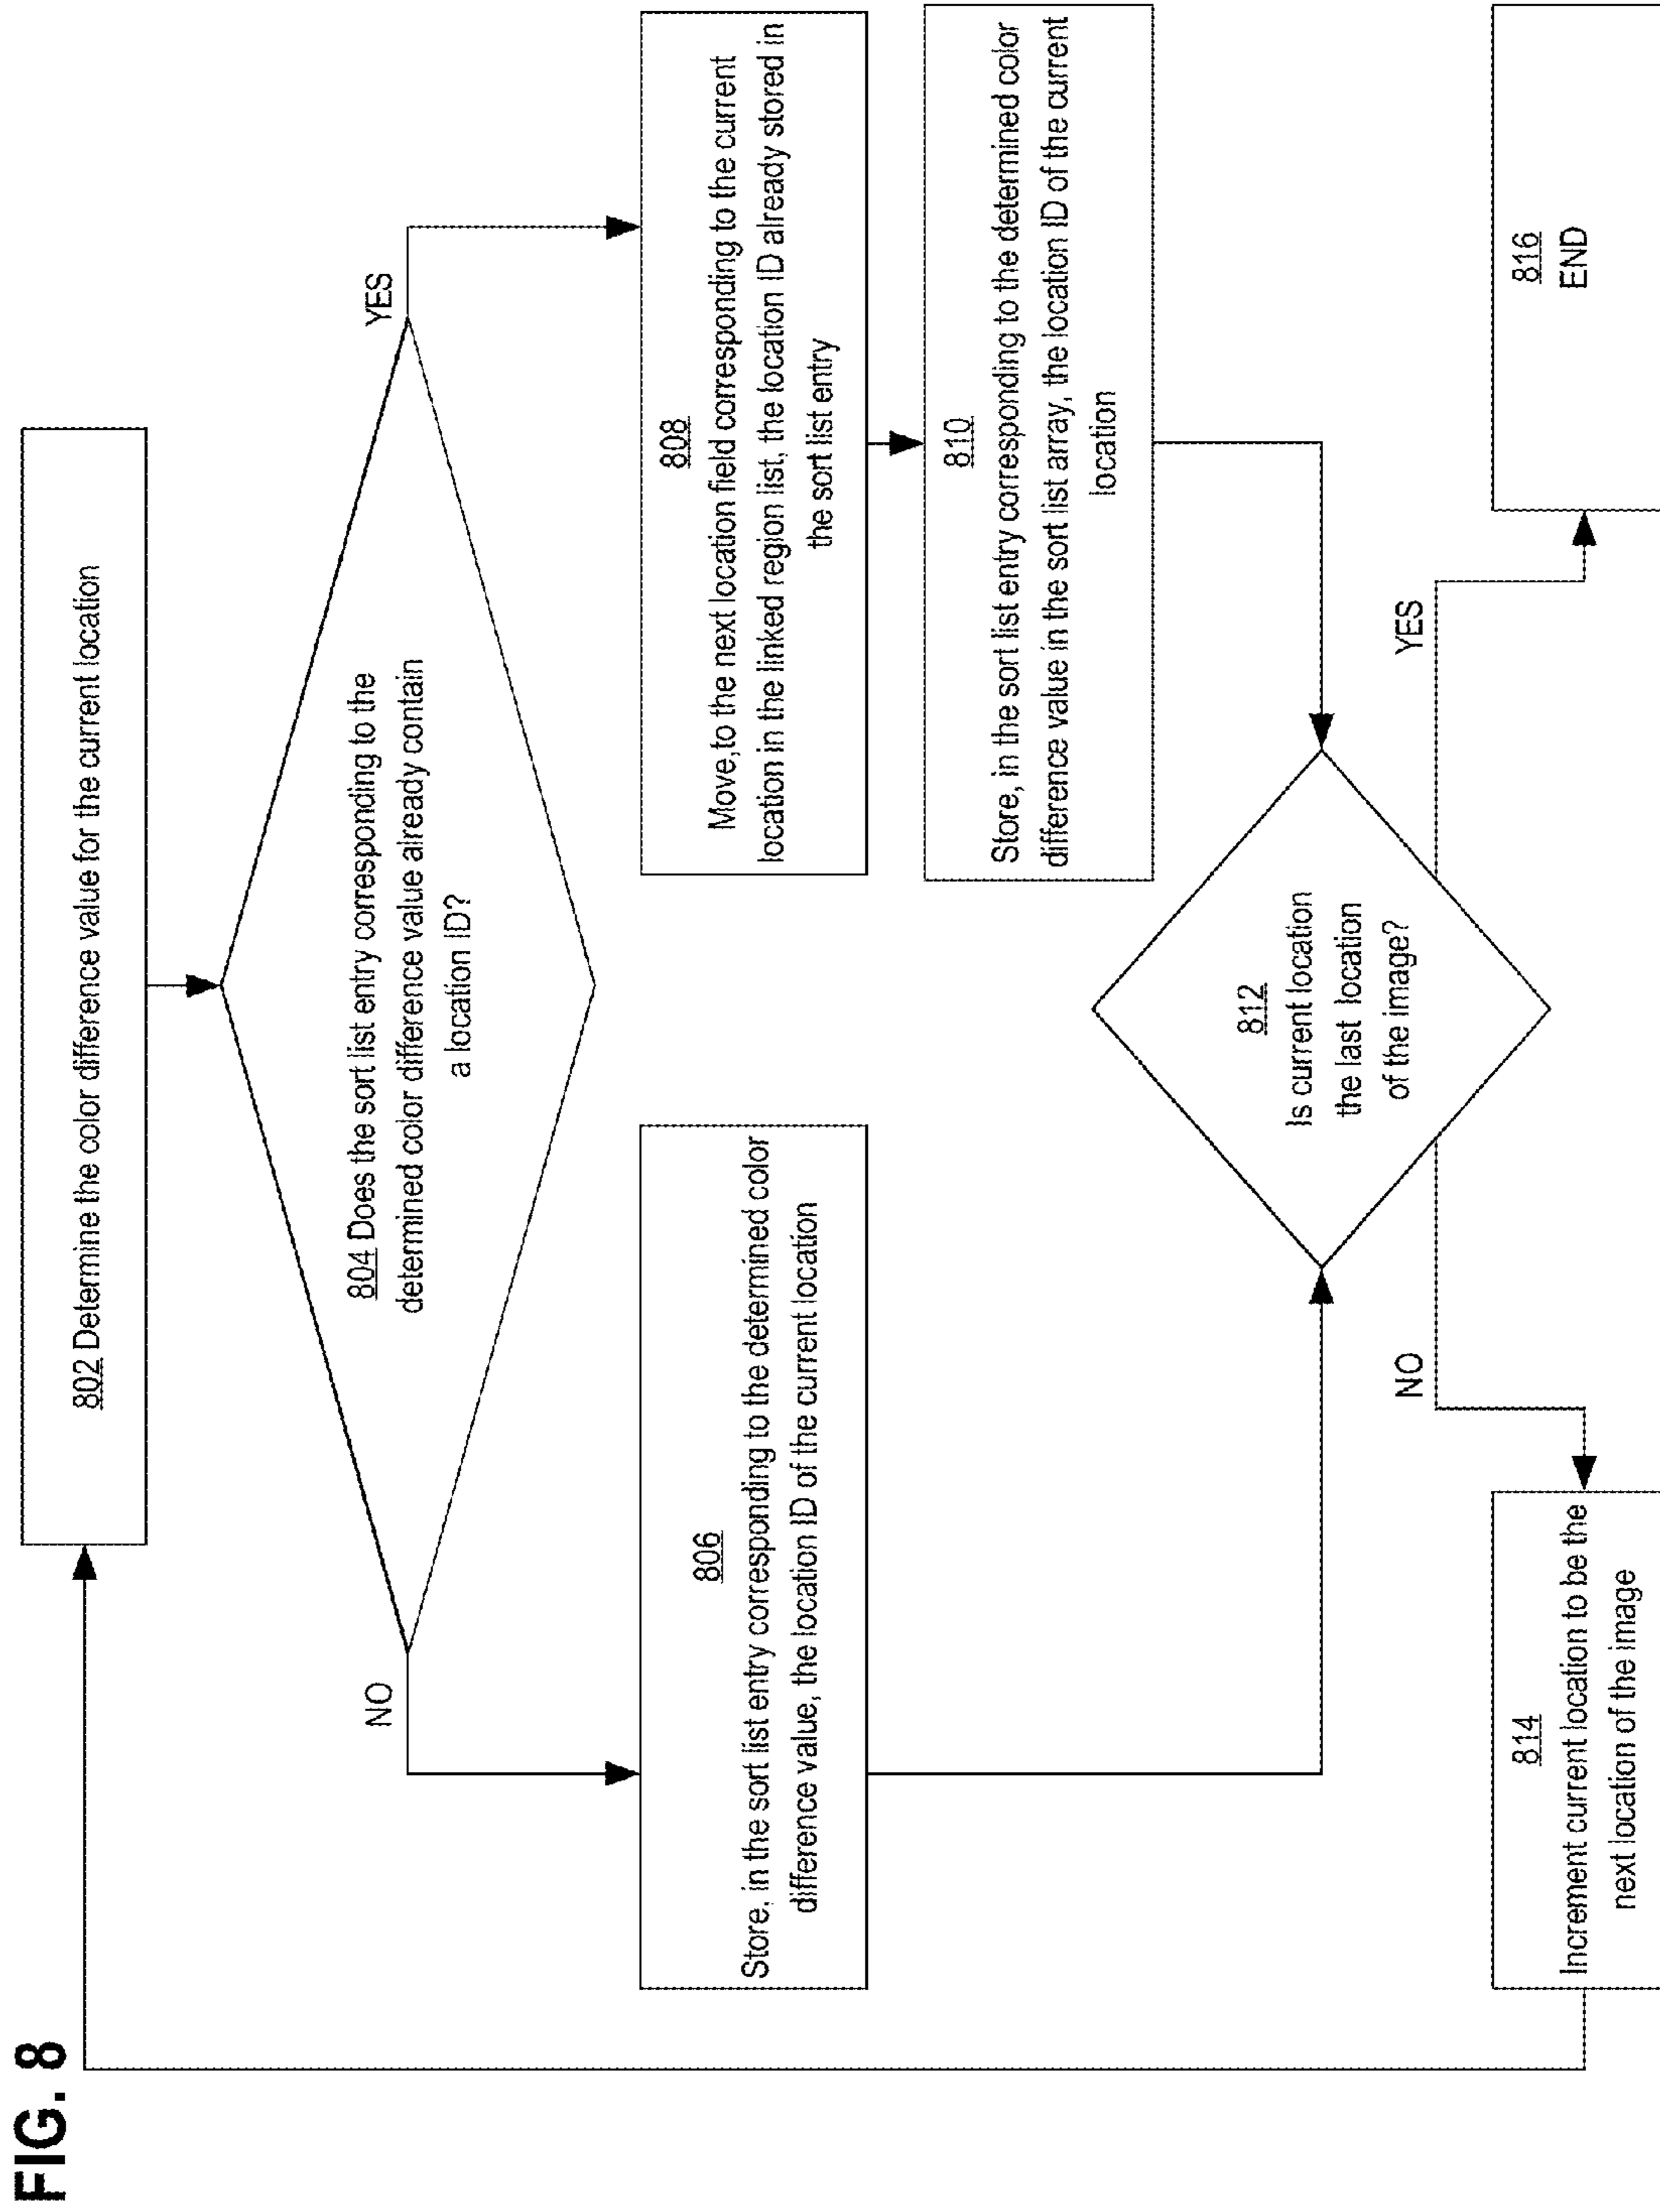 FIG. 8
802 Determine the color difference value for the current location
804 Does the sort list entry corresponding to the
determined color difference value already contain
a location ID?
NO
YES
806
Store, in the sort list entry corresponding to the determined color
difference value, the location ID of the current location
808
Move,to the next location field corresponding to the current
location in the linked region list, the location ID already stored in
the sort list entry
810
Store, in the sort list entry corresponding to the determined color
difference value in the sort list array, the location ID of the current
location
812
Is current location
the last location
of the image?
NO
YES
814
Increment current location to be the
next location of the image
816
END